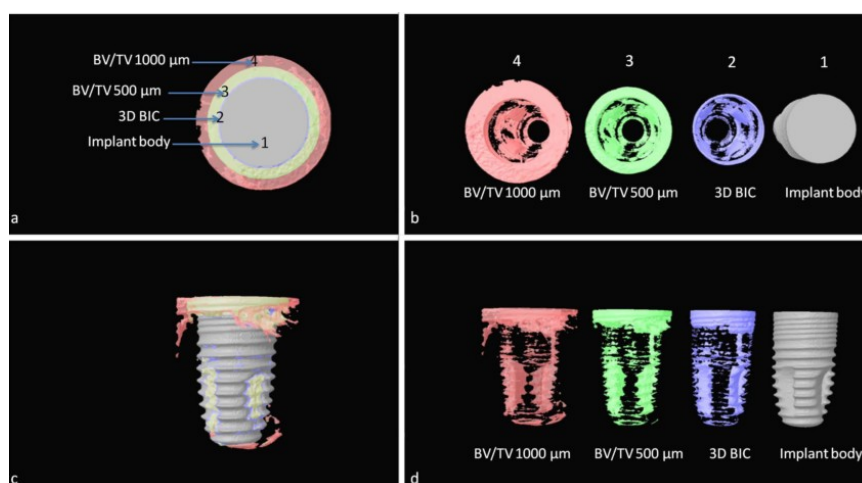 BV/TV 1000 µm
4
BV/TV 500 µm
3
3D BIC
2
Implant body
1
a
4
3
2
1
BV/TV 1000 µm
BV/TV 500 µm
3D BIC
Implant body
b
c
BV/TV 1000 µm
BV/TV 500 µm
3D BIC
Implant body
d